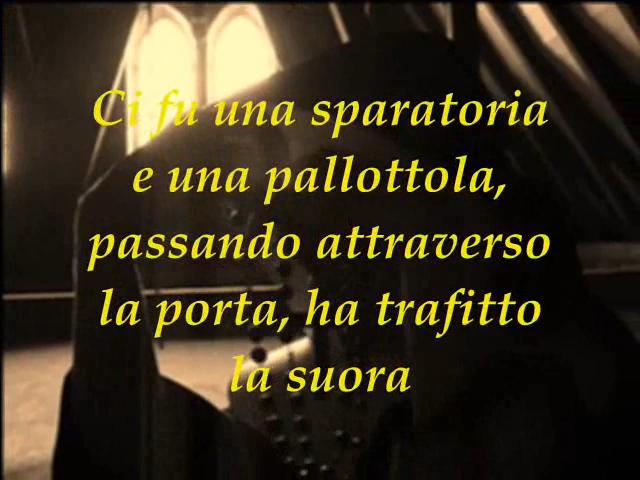 Ci fu una sparatoria
e una pallottola,
passando attraverso
la porta, ha trafitto
la suora